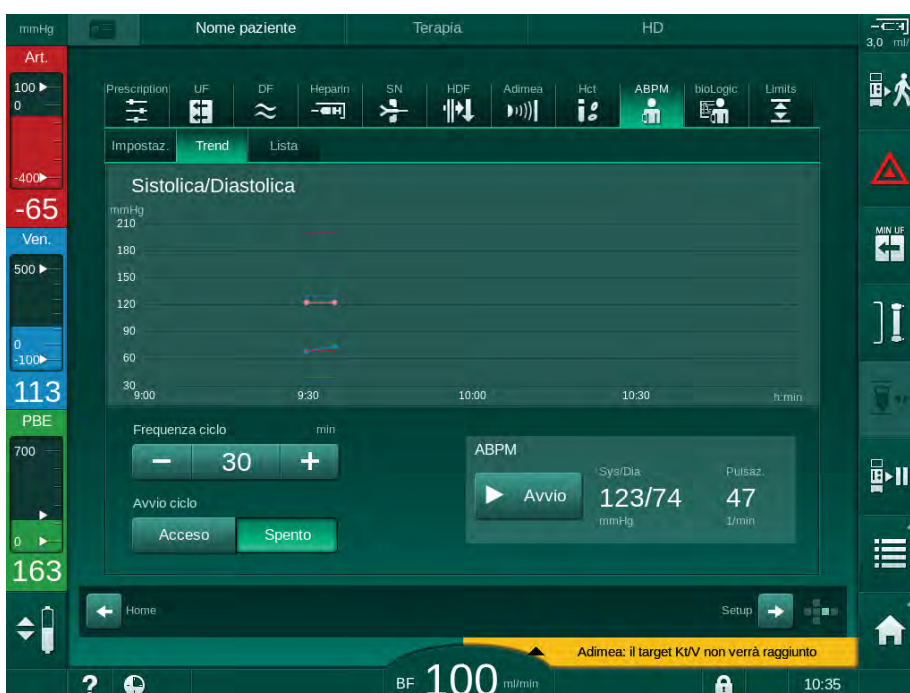 mmHg Nome paziente Terapia HD
3,0 ml/
Art.
100
0
-400
-65
Ven.
500
0
-100
113
PBE
700
0
163
Prescription UF DF Heparin SN HDF Adimea Hct ABPM bioLogic Limits
Impostaz. Trend Lista
Sistolica/Diastolica
mmHg
210
180
150
120
90
60
30
9:00 9:30 10:00 10:30 h:min
Frequenza ciclo min
30
Avvio ciclo
Acceso Spento
ABPM
Avvio
Sys/Dia
123/74
mmHg
Pulsaz.
47
1/min
MIN UF
Home Setup
Adimea: il target Kt/V non verrà raggiunto
? BF 100 ml/min 10:35